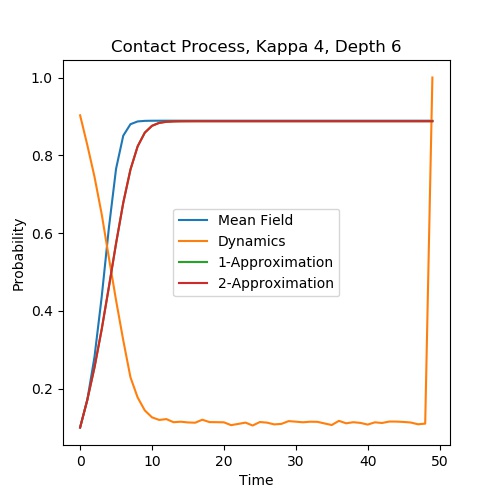 Contact Process, Kappa 4, Depth 6
1.0
0.8
0.6
0.4
0.2
Probability
Mean Field
Dynamics
1-Approximation
2-Approximation
0 10 20 30 40 50
Time